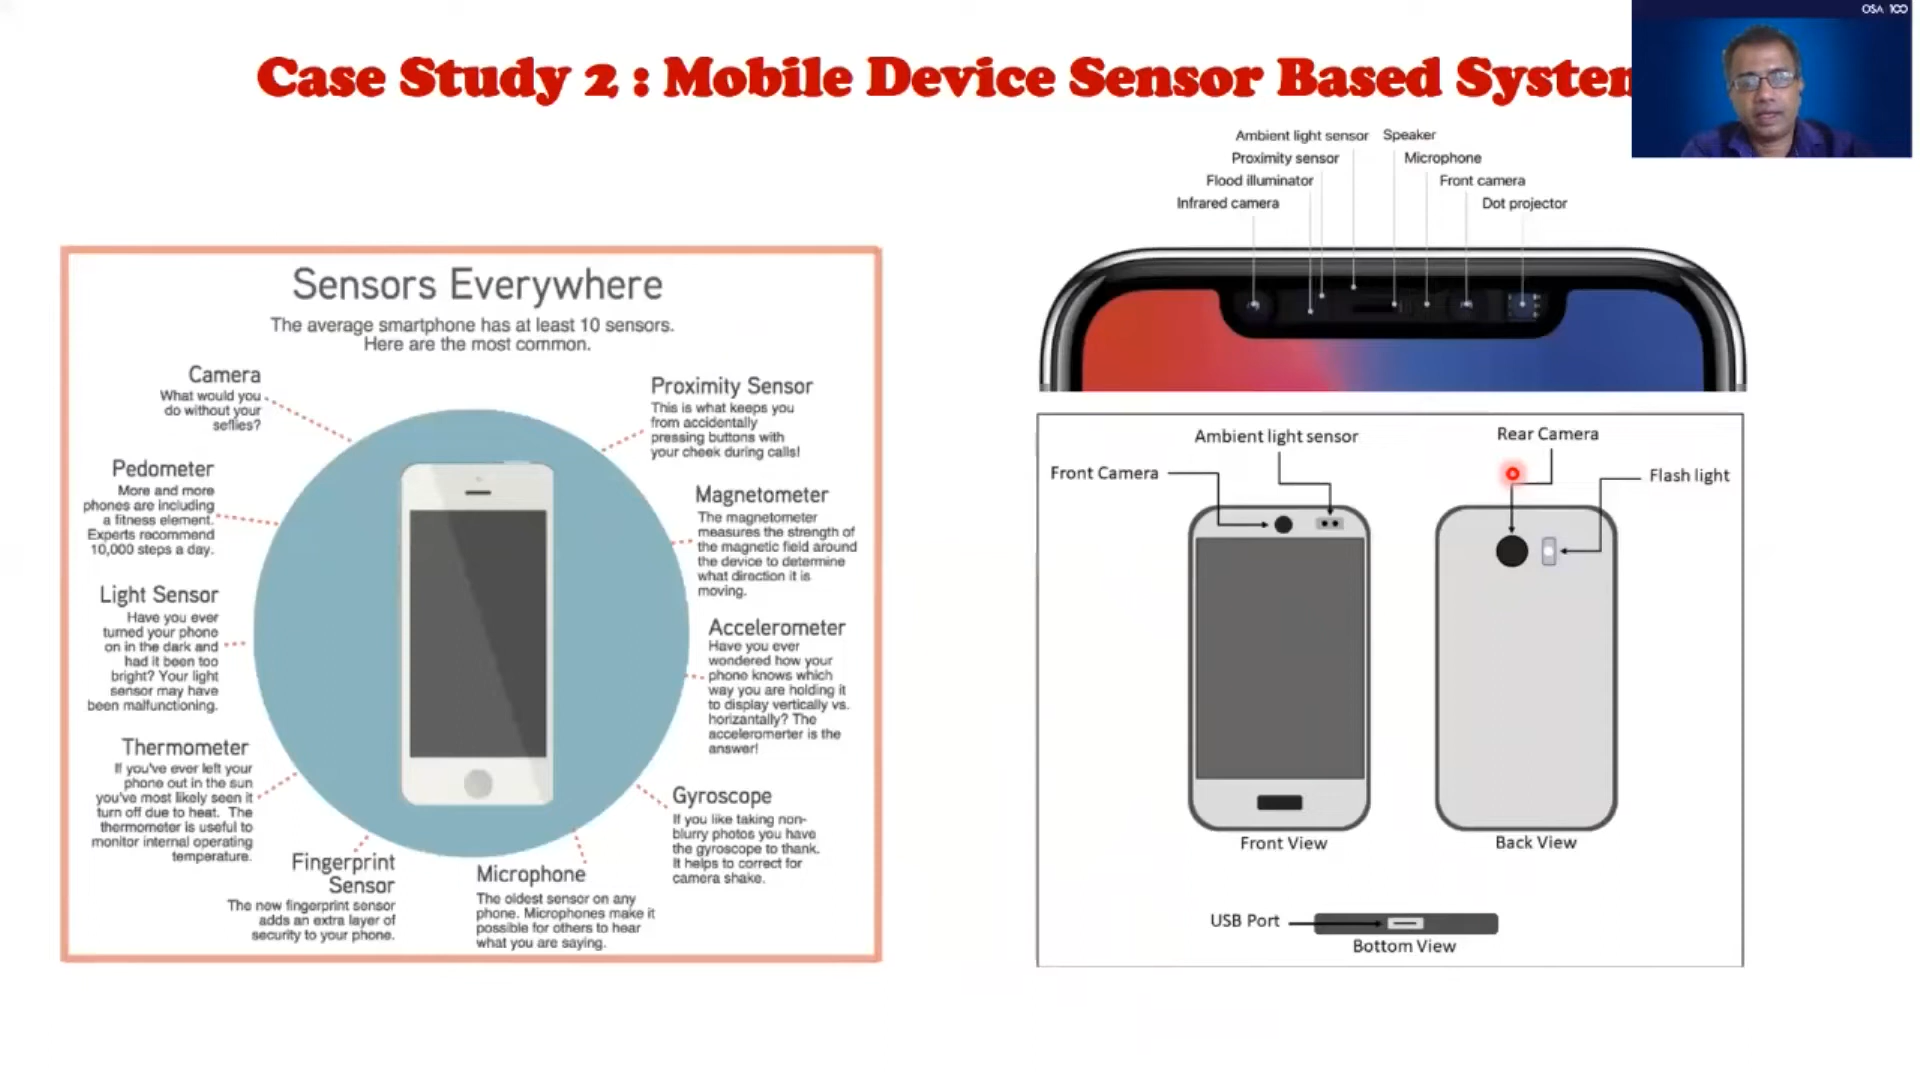 OSA 100
Case Study 2 : Mobile Device Sensor Based System
Ambient light sensor
Speaker
Proximity sensor
Microphone
Flood illuminator
Front camera
Infrared camera
Dot projector
Sensors Everywhere
The average smartphone has at least 10 sensors.
Here are the most common.
Camera
What would you
do without your
seflies?
Pedometer
More and more
phones are including
a fitness element.
Experts recommend
10,000 steps a day.
Light Sensor
Have you ever
turned your phone
on in the dark and
had it been too
bright? Your light
sensor may have
been malfunctioning.
Thermometer
If you've ever left your
phone out in the sun
you've most likely seen it
turn off due to heat. The
thermometer is useful to
monitor internal operating
temperature.
Fingerprint
Sensor
The new fingerprint sensor
adds an extra layer of
security to your phone.
Microphone
The oldest sensor on any
phone. Microphones make it
possible for others to hear
what you are saying.
Proximity Sensor
This is what keeps you
from accidentally
pressing buttons with
your cheek during calls!
Magnetometer
The magnetometer
measures the strength of
the magnetic field around
the device to determine
what direction it is
moving.
Accelerometer
Have you ever
wondered how your
phone knows which
way you are holding it
to display vertically vs.
horizantally? The
acceleromerter is the
answer!
Gyroscope
If you like taking non-
blurry photos you have
the gyroscope to thank.
It helps to correct for
camera shake.
Ambient light sensor
Rear Camera
Front Camera
Flash light
Front View
Back View
USB Port
Bottom View